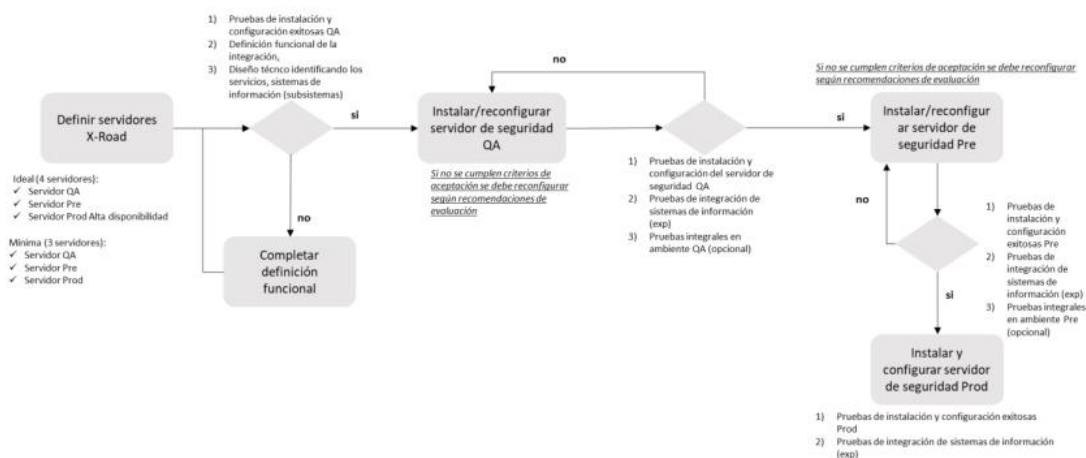 1) Pruebas de instalación y
configuración exitosas QA
2) Definición funcional de la
integración,
3) Diseño técnico identificando los
servicios, sistemas de
información (subsistemas)
Definir servidores
X-Road
si
no
Ideal (4 servidores):
✓ Servidor QA
✓ Servidor Pre
✓ Servidor Prod Alta disponibilidad
Mínima (3 servidores):
✓ Servidor QA
✓ Servidor Pre
✓ Servidor Prod
Completar
definición
funcional
no
Instalar/reconfigurar
servidor de seguridad
QA
Si no se cumplen criterios de
aceptación se debe reconfigurar
según recomendaciones de
evaluación
1) Pruebas de instalación y
configuración del servidor de
seguridad QA
2) Pruebas de integración de
sistemas de información
(exp)
3) Pruebas integrales en
ambiente QA (opcional)
si
Si no se cumplen criterios de aceptación se debe reconfigurar
según recomendaciones de evaluación
Instalar/reconfigur
ar servidor de
seguridad Pre
no
1) Pruebas de
instalación y
configuración
exitosas Pre
2) Pruebas de
integración de
sistemas de
información (exp)
3) Pruebas integrales
en ambiente Pre
(opcional)
si
Instalar y
configurar servidor
de seguridad Prod
1) Pruebas de instalación y configuración exitosas
Prod
2) Pruebas de integración de sistemas de información
(exp)